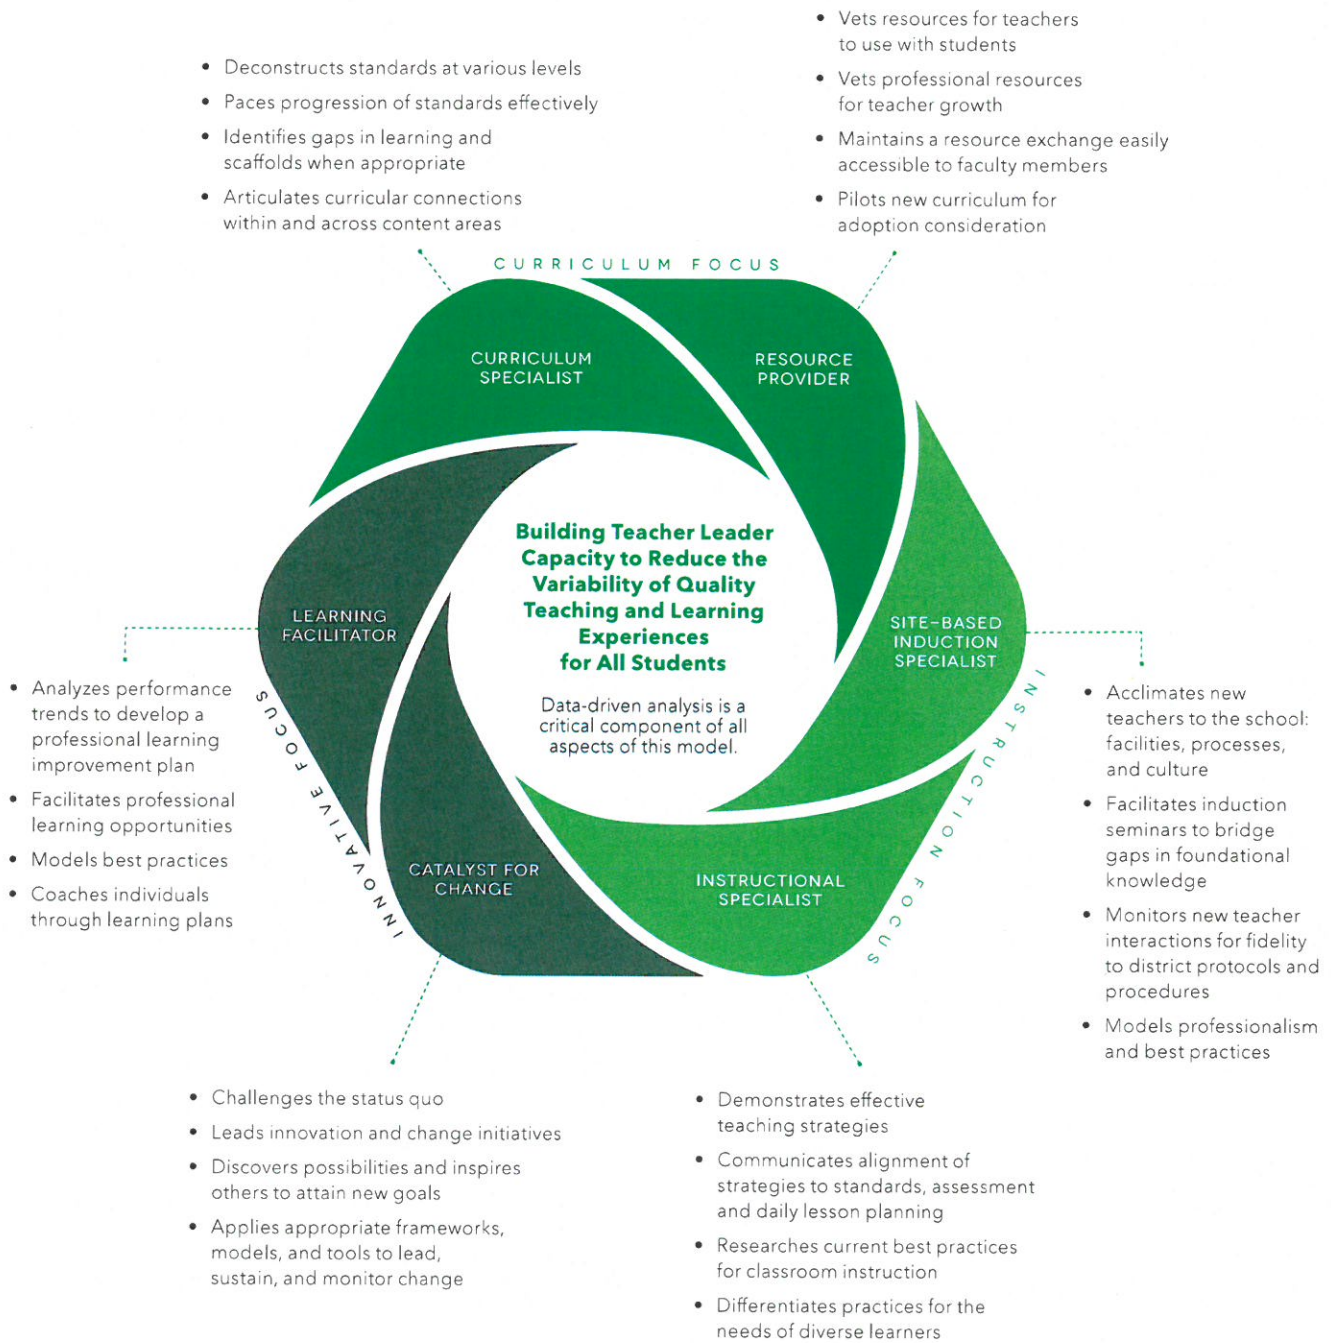 • Deconstructs standards at various levels
• Paces progression of standards effectively
• Identifies gaps in learning and
scaffolds when appropriate
• Articulates curricular connections
within and across content areas
• Vets resources for teachers
to use with students
• Vets professional resources
for teacher growth
• Maintains a resource exchange easily
accessible to faculty members
• Pilots new curriculum for
adoption consideration
CURRICULUM FOCUS
CURRICULUM
SPECIALIST
RESOURCE
PROVIDER
Building Teacher Leader
Capacity to Reduce the
Variability of Quality
Teaching and Learning
Experiences
for All Students
Data-driven analysis is a
critical component of all
aspects of this model.
LEARNING
FACILITATOR
SITE-BASED
INDUCTION
SPECIALIST
INNOVATIVE FOCUS
INSTRUCTION FOCUS
CATALYST FOR
CHANGE
INSTRUCTIONAL
SPECIALIST
• Analyzes performance
trends to develop a
professional learning
improvement plan
• Facilitates professional
learning opportunities
• Models best practices
• Coaches individuals
through learning plans
• Acclimates new
teachers to the school:
facilities, processes,
and culture
• Facilitates induction
seminars to bridge
gaps in foundational
knowledge
• Monitors new teacher
interactions for fidelity
to district protocols and
procedures
• Models professionalism
and best practices
• Challenges the status quo
• Leads innovation and change initiatives
• Discovers possibilities and inspires
others to attain new goals
• Applies appropriate frameworks,
models, and tools to lead,
sustain, and monitor change
• Demonstrates effective
teaching strategies
• Communicates alignment of
strategies to standards, assessment
and daily lesson planning
• Researches current best practices
for classroom instruction
• Differentiates practices for the
needs of diverse learners